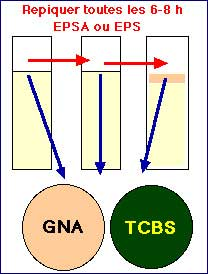 Repiquer toutes les 6-8 h
EPSA ou EPS
GNA
TCBS